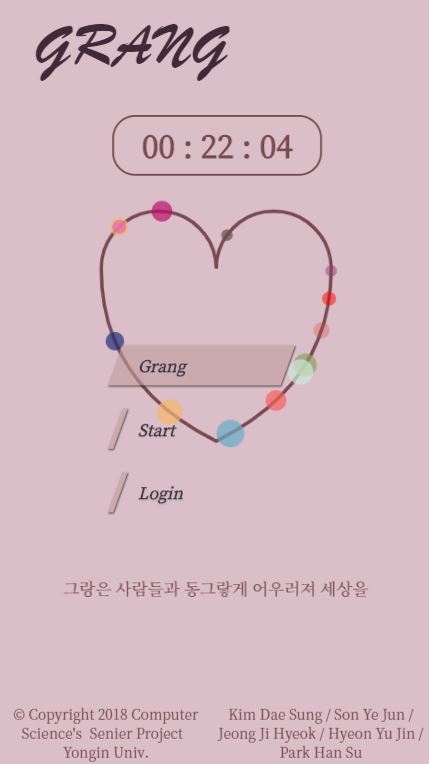 GRANG
00 : 22 : 04
Grang
Start
Login
그랑은 사람들과 동그랗게 어우러져 세상을
© Copyright 2018 Computer
Science's Senier Project
Yongin Univ.
Kim Dae Sung / Son Ye Jun /
Jeong Ji Hyeok / Hyeon Yu Jin /
Park Han Su